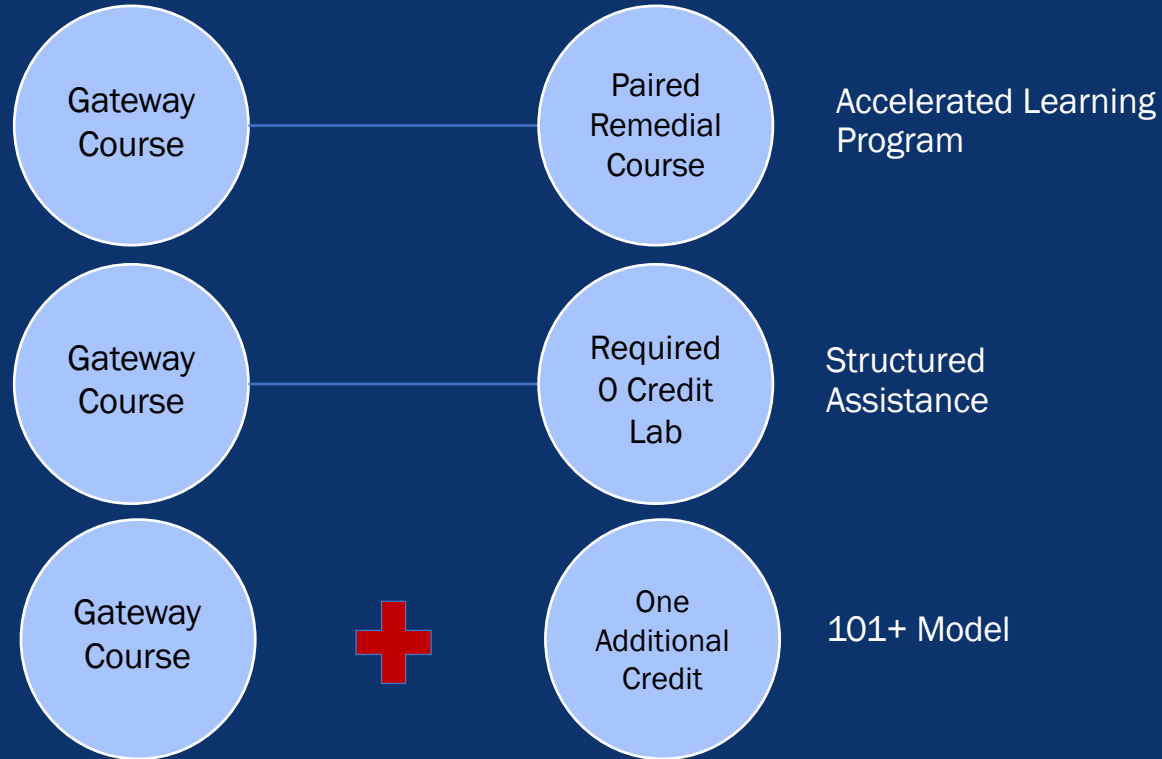 Gateway
Course
Paired
Remedial
Course
Accelerated Learning
Program
Gateway
Course
Required
0 Credit
Lab
Structured
Assistance
Gateway
Course
One
Additional
Credit
101+ Model